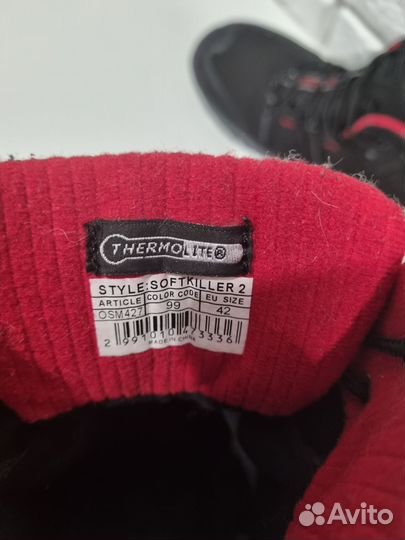 THERMOLITE®
STYLE:SOFTKILLER 2
ARTICLE COLOR CODE EU SIZE
OSM427 99 42
MADE IN CHINA
2 991010 473336
Avito